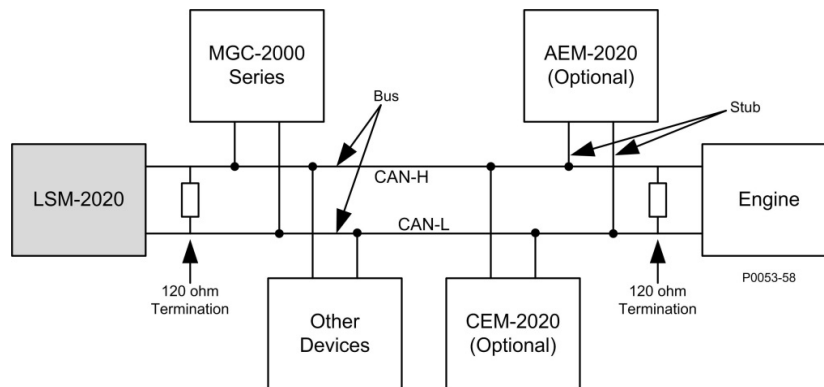 MGC-2000
Series
AEM-2020
(Optional)
Bus
Stub
LSM-2020
CAN-H
CAN-L
Engine
P0053-58
120 ohm
Termination
Other
Devices
CEM-2020
(Optional)
120 ohm
Termination